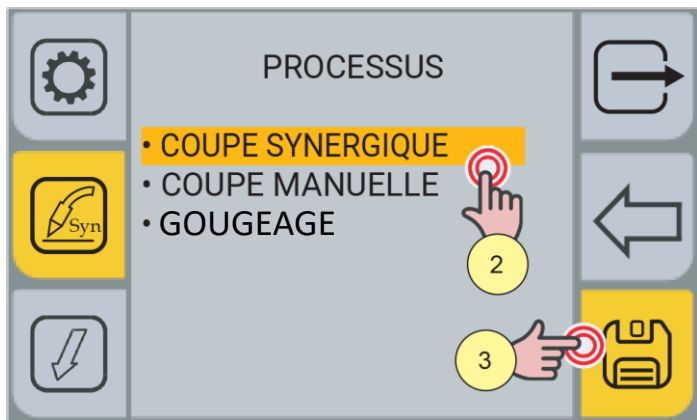 PROCESSUS
• COUPE SYNERGIQUE
• COUPE MANUELLE
• GOUGEAGE
Syn
2
3